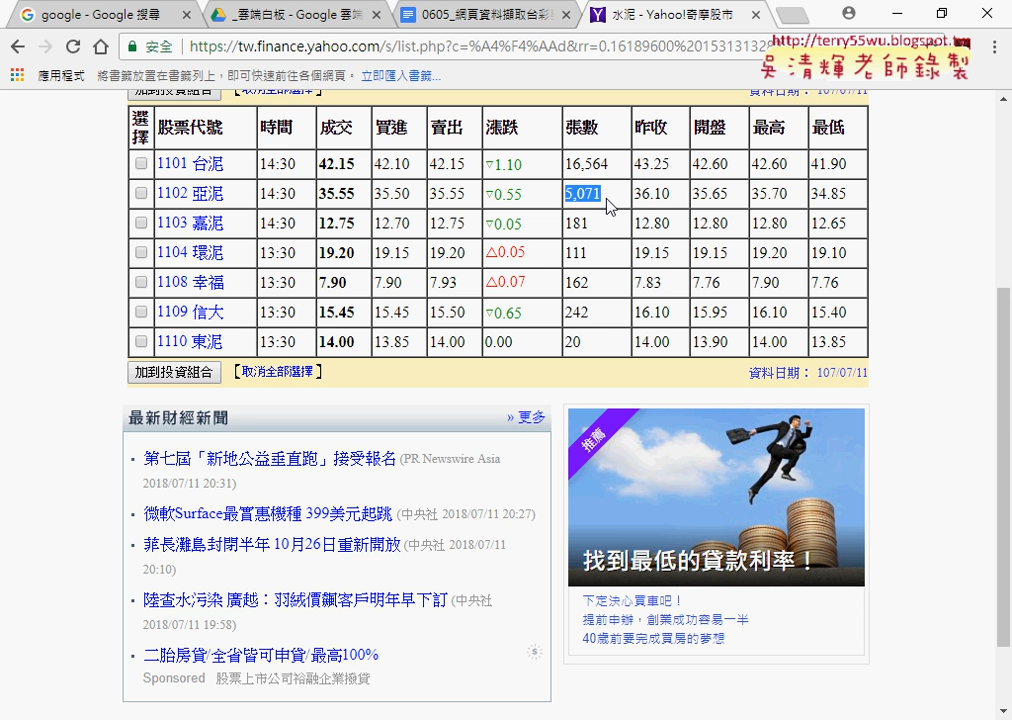 google - Google 搜尋
_雲端白板 - Google 雲端
0605_網頁資料擷取台彩
水泥 - Yahoo!奇摩股市
安全 https://tw.finance.yahoo.com/s/list.php?c=%A4%F4%AAd&rr=0.16189600%20153131328
http://terry55wu.blogspot.tw
吳清輝老師錄製
應用程式 將書籤放置在書籤列上，即可快速前往各個網頁。 立即匯入書籤...
加到投資組合 【取消全部選擇】 資料日期： 107/07/11
選擇 股票代號 時間 成交 買進 賣出 漲跌 張數 昨收 開盤 最高 最低
1101 台泥 14:30 42.15 42.10 42.15 ▽1.10 16,564 43.25 42.60 42.60 41.90
1102 亞泥 14:30 35.55 35.50 35.55 ▽0.55 5,071 36.10 35.65 35.70 34.85
1103 嘉泥 14:30 12.75 12.70 12.75 ▽0.05 181 12.80 12.80 12.80 12.65
1104 環泥 13:30 19.20 19.15 19.20 △0.05 111 19.15 19.15 19.20 19.10
1108 幸福 13:30 7.90 7.90 7.93 △0.07 162 7.83 7.76 7.90 7.76
1109 信大 13:30 15.45 15.45 15.50 ▽0.65 242 16.10 15.95 16.10 15.40
1110 東泥 13:30 14.00 13.85 14.00 0.00 20 14.00 13.90 14.00 13.85
加到投資組合 【取消全部選擇】 資料日期： 107/07/11
最新財經新聞 » 更多
第七屆「新地公益垂直跑」接受報名 (PR Newswire Asia
2018/07/11 20:31)
微軟Surface最實惠機種 399美元起跳 (中央社 2018/07/11 20:27)
菲長灘島封閉半年 10月26日重新開放 (中央社 2018/07/11
20:10)
陸查水污染 廣越：羽絨價飆客戶明年早下訂 (中央社
2018/07/11 19:58)
二胎房貸/全省皆可申貸/最高100%
Sponsored 股票上市公司裕融企業撥貸
推薦
找到最低的貸款利率！
下定決心買車吧！
提前申辦，創業成功容易一半
40歲前要完成買房的夢想